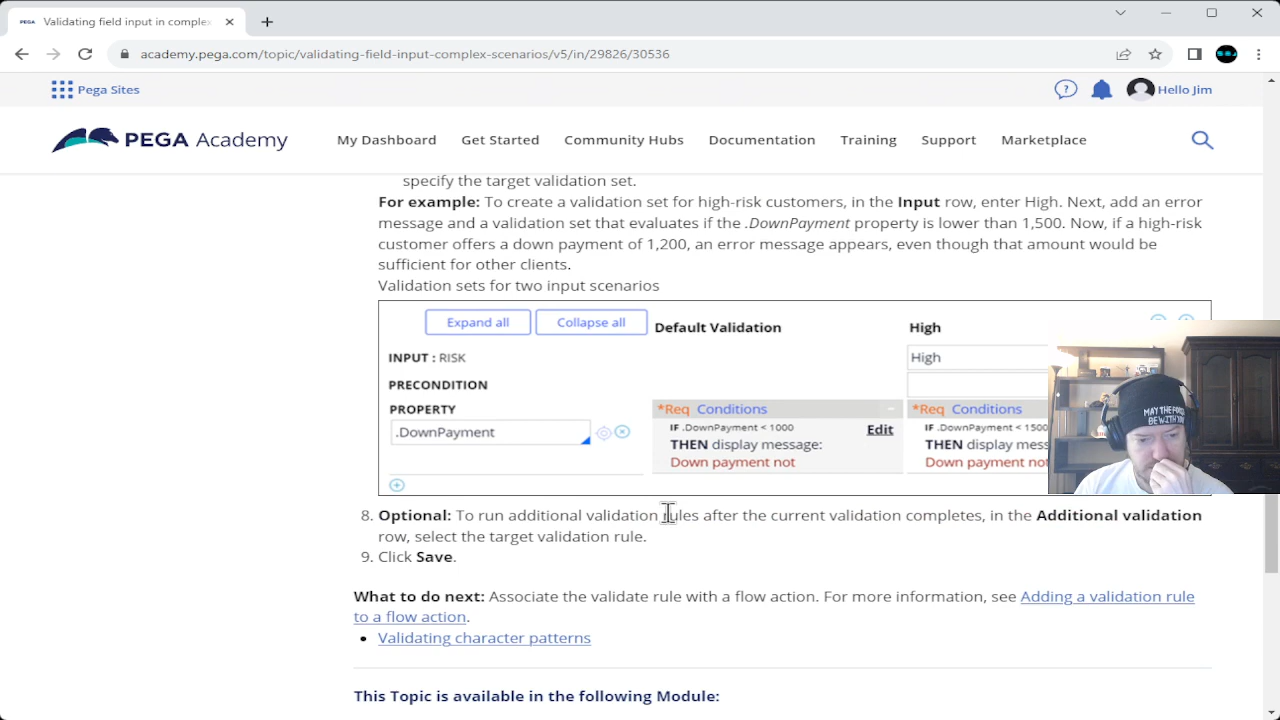 PEGA Validating field input in complex
academy.pega.com/topic/validating-field-input-complex-scenarios/v5/in/29826/30536
Pega Sites
Hello Jim
PEGA Academy
My Dashboard Get Started Community Hubs Documentation Training Support Marketplace
specify the target validation set.
For example: To create a validation set for high-risk customers, in the Input row, enter High. Next, add an error
message and a validation set that evaluates if the .DownPayment property is lower than 1,500. Now, if a high-risk
customer offers a down payment of 1,200, an error message appears, even though that amount would be
sufficient for other clients.
Validation sets for two input scenarios
Expand all Collapse all Default Validation High
INPUT : RISK High
PRECONDITION
PROPERTY *Req Conditions *Req Conditions
.DownPayment IF .DownPayment < 1000 Edit IF .DownPayment < 1500
THEN display message: THEN display mess
Down payment not Down payment not
8. Optional: To run additional validation rules after the current validation completes, in the Additional validation
row, select the target validation rule.
9. Click Save.
What to do next: Associate the validate rule with a flow action. For more information, see Adding a validation rule
to a flow action.
• Validating character patterns
This Topic is available in the following Module:
MAY THE FORCE
BE WITH YOU